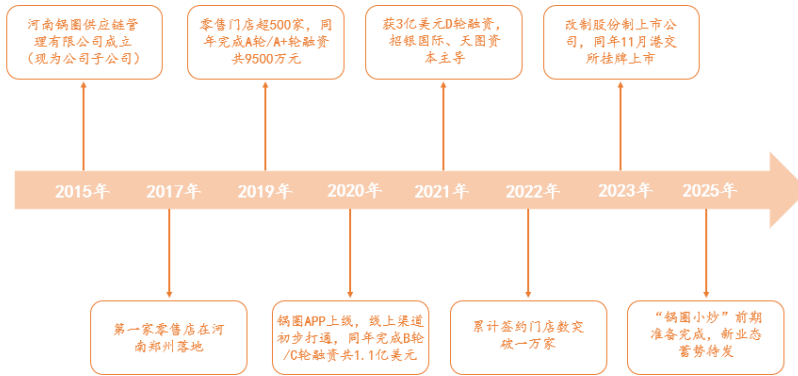 河南锅圈供应链管
理有限公司成立
(现为公司子公司)
零售门店超500家，同
年完成A轮/A+轮融资
共9500万元
获3亿美元D轮融资，
招银国际、天图资
本主导
改制股份制上市公
司，同年11月港交
所挂牌上市
2015年
2017年
2019年
2020年
2021年
2022年
2023年
2025年
第一家零售店在河
南郑州落地
锅圈APP上线，线上渠道
初步打通，同年完成B轮
/C轮融资共1.1亿美元
累计签约门店数突
破一万家
“锅圈小炒”前期
准备完成，新业态
蓄势待发